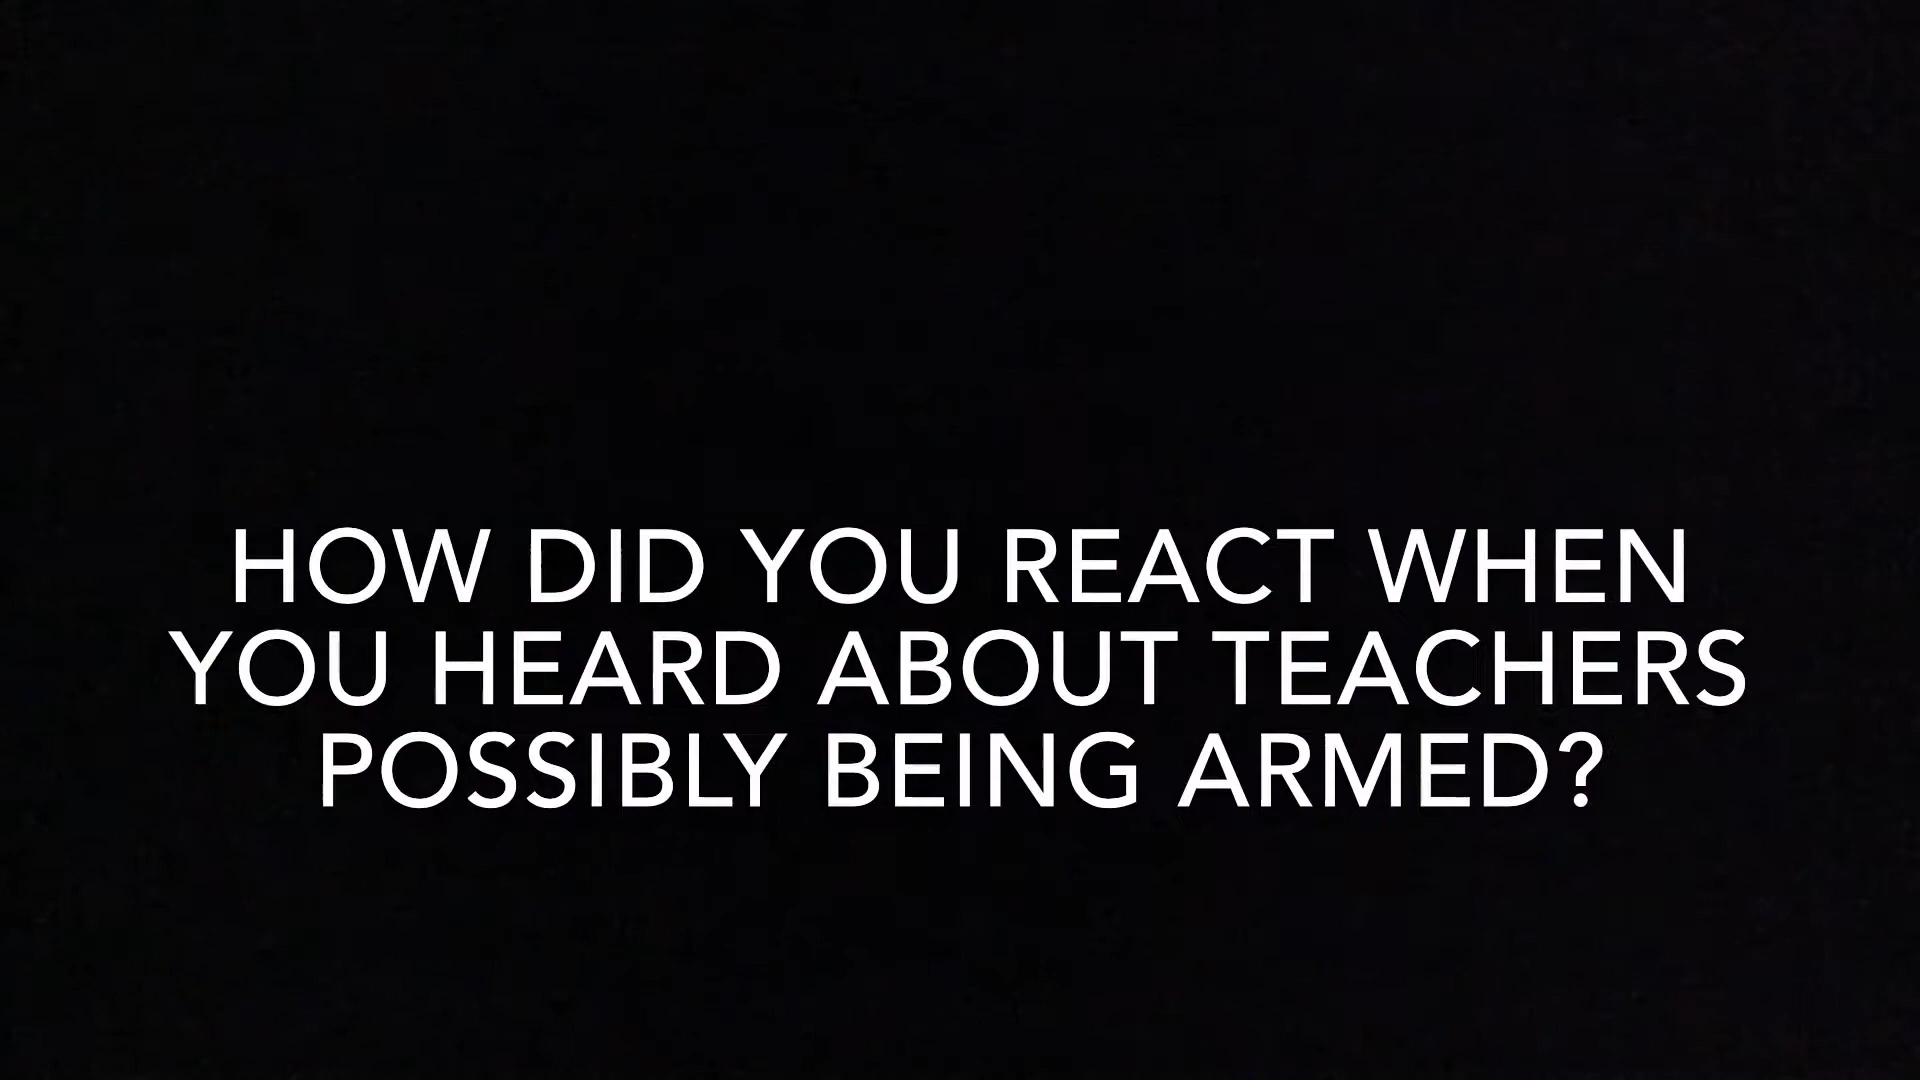 HOW DID YOU REACT WHEN
YOU HEARD ABOUT TEACHERS
POSSIBLY BEING ARMED?